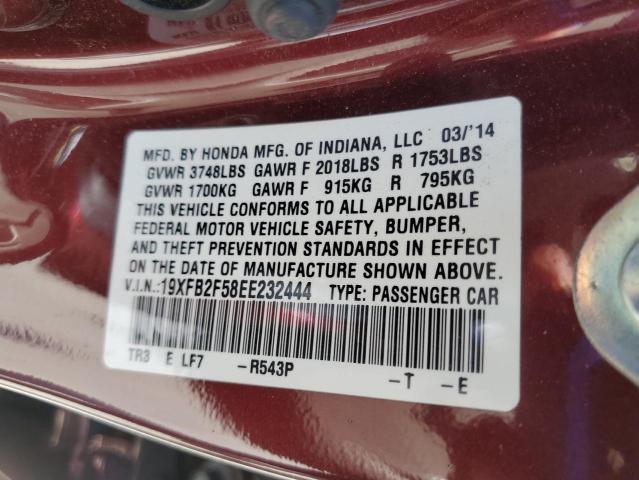 MFD. BY HONDA MFG. OF INDIANA, LLC 03/'14
GVWR 3748LBS GAWR F 2018LBS R 1753LBS
GVWR 1700KG GAWR F 915KG R 795KG
THIS VEHICLE CONFORMS TO ALL APPLICABLE
FEDERAL MOTOR VEHICLE SAFETY, BUMPER,
AND THEFT PREVENTION STANDARDS IN EFFECT
ON THE DATE OF MANUFACTURE SHOWN ABOVE.
V.I.N.:19XFB2F58EE232444 TYPE: PASSENGER CAR
TR3 E LF7 -R543P -T -E